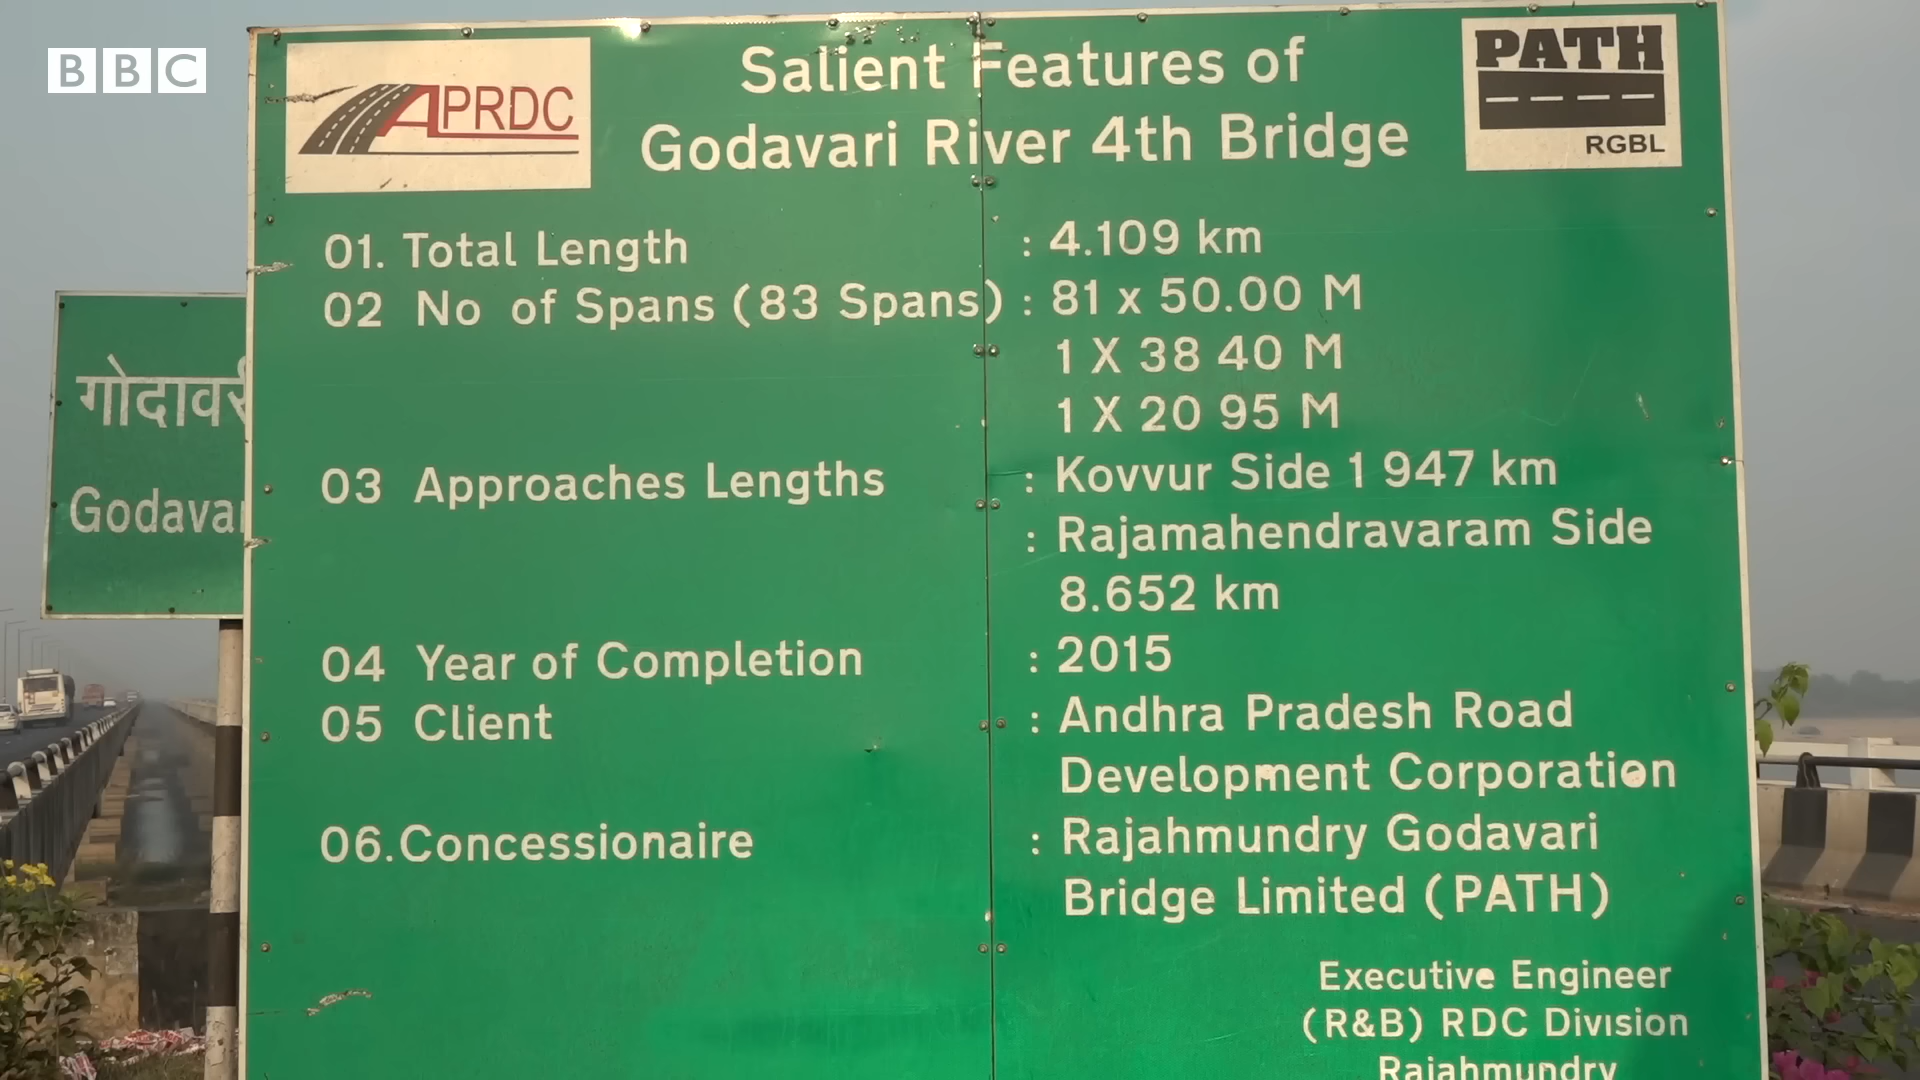 BBC
APRDC
Salient Features of
Godavari River 4th Bridge
PATH
RGBL
01. Total Length : 4.109 km
02 No of Spans (83 Spans) : 81 x 50.00 M
1 X 38 40 M
1 X 20 95 M
03 Approaches Lengths : Kovvur Side 1 947 km
: Rajamahendravaram Side
8.652 km
04 Year of Completion : 2015
05 Client : Andhra Pradesh Road
Development Corporation
06.Concessionaire : Rajahmundry Godavari
Bridge Limited (PATH)
Executive Engineer
(R&B) RDC Division
Rajahmundry
गोदावरी
Godavari